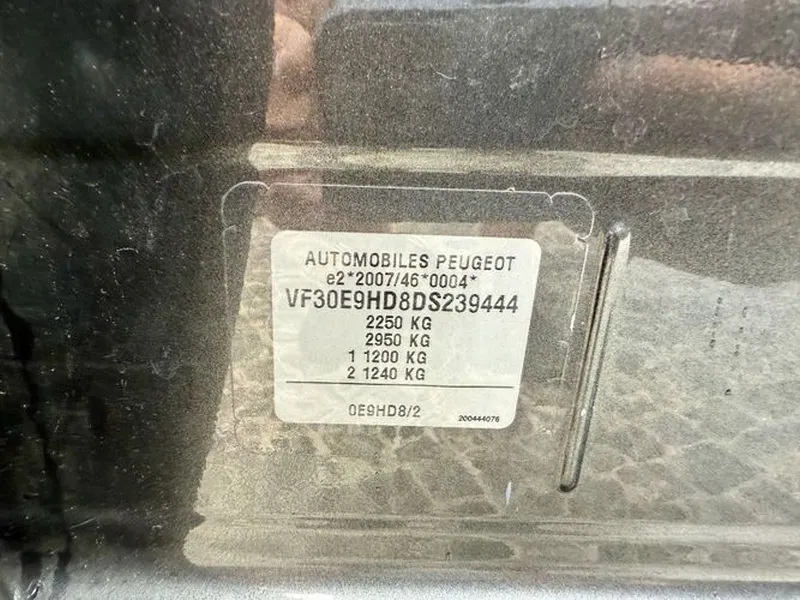 AUTOMOBILES PEUGEOT
e2*2007/46*0004*
VF30E9HD8DS239444
2250 KG
2950 KG
1 1200 KG
2 1240 KG
0E9HD8/2
200444076